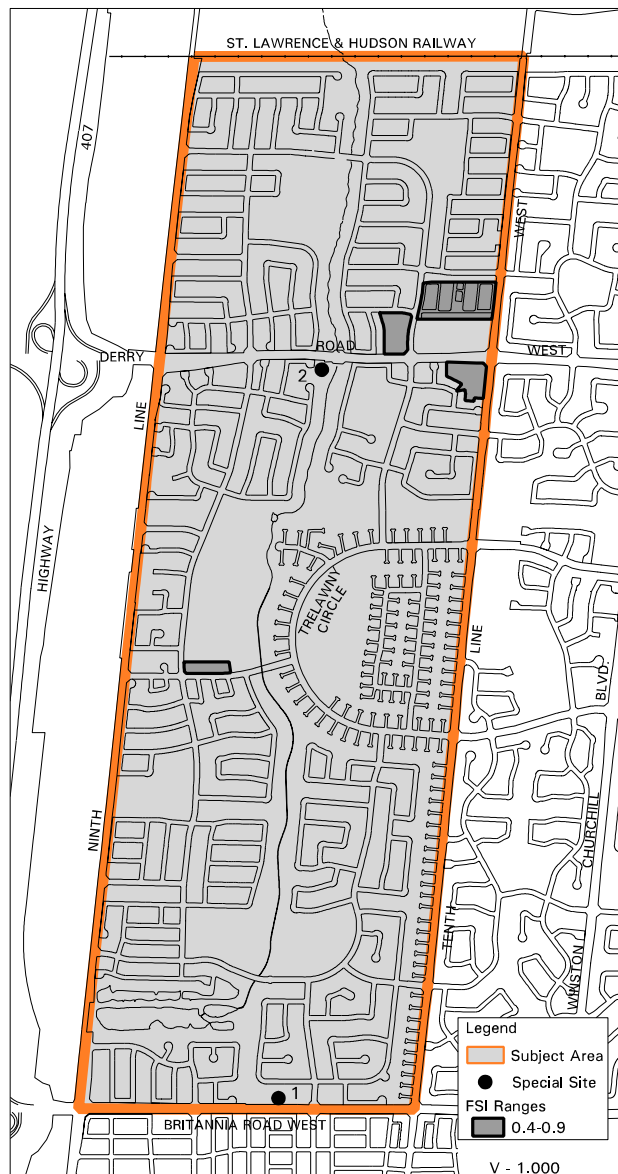 ST. LAWRENCE & HUDSON RAILWAY
407
WEST
DERRY
ROAD
WEST
2
LINE
HIGHWAY
TRELAWNY
CIRCLE
LINE
BLVD.
NINTH
CHURCHILL
TENTH
WINSTON
Legend
Subject Area
Special Site
FSI Ranges
0.4-0.9
1
BRITANNIA ROAD WEST
V - 1.000